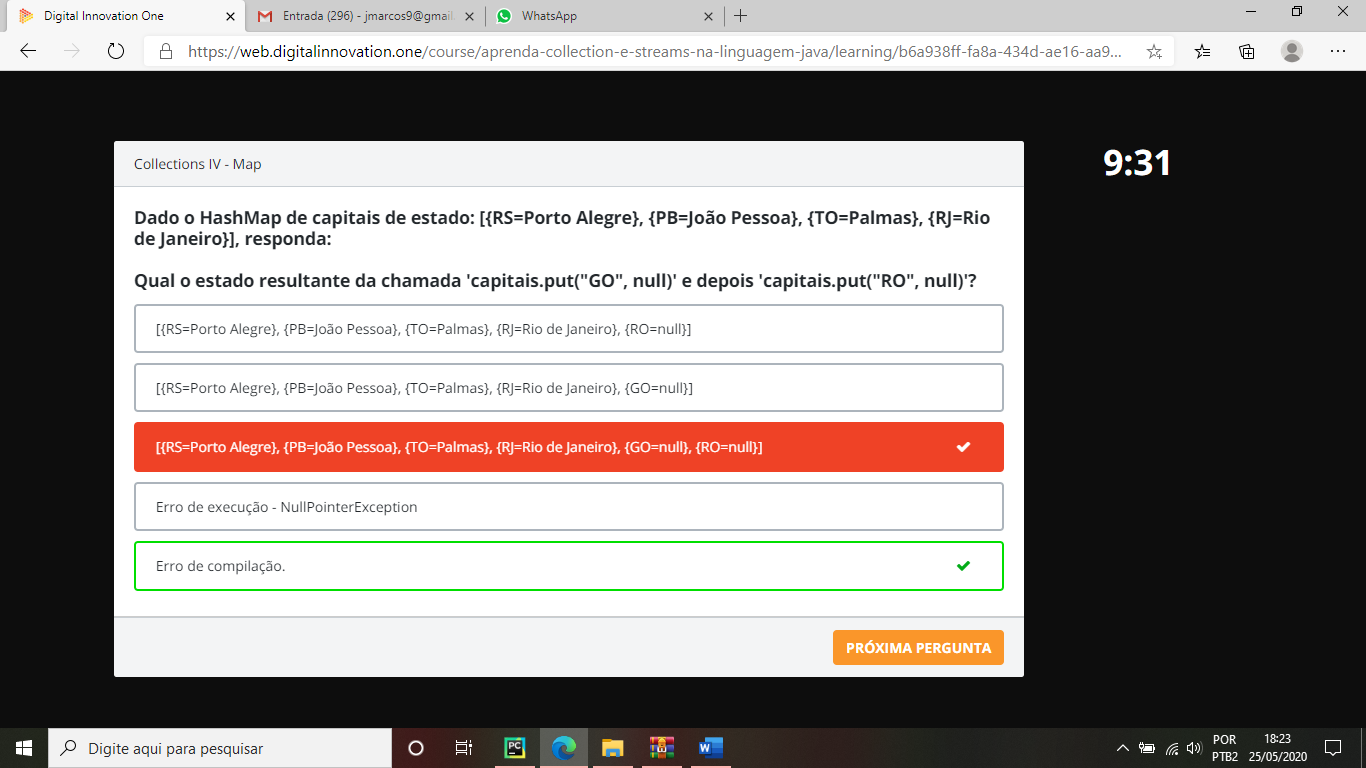 Digital Innovation One
Entrada (296) - jmarcos9@gmail.
WhatsApp
https://web.digitalinnovation.one/course/aprenda-collection-e-streams-na-linguagem-java/learning/b6a938ff-fa8a-434d-ae16-aa9...
Collections IV - Map
9:31
Dado o HashMap de capitais de estado: [{RS=Porto Alegre}, {PB=João Pessoa}, {TO=Palmas}, {RJ=Rio
de Janeiro}], responda:
Qual o estado resultante da chamada 'capitais.put("GO", null)' e depois 'capitais.put("RO", null)'?
[{RS=Porto Alegre}, {PB=João Pessoa}, {TO=Palmas}, {RJ=Rio de Janeiro}, {RO=null}]
[{RS=Porto Alegre}, {PB=João Pessoa}, {TO=Palmas}, {RJ=Rio de Janeiro}, {GO=null}]
[{RS=Porto Alegre}, {PB=João Pessoa}, {TO=Palmas}, {RJ=Rio de Janeiro}, {GO=null}, {RO=null}]
Erro de execução - NullPointerException
Erro de compilação.
PRÓXIMA PERGUNTA
Digite aqui para pesquisar
PC
POR
PTB2
18:23
25/05/2020